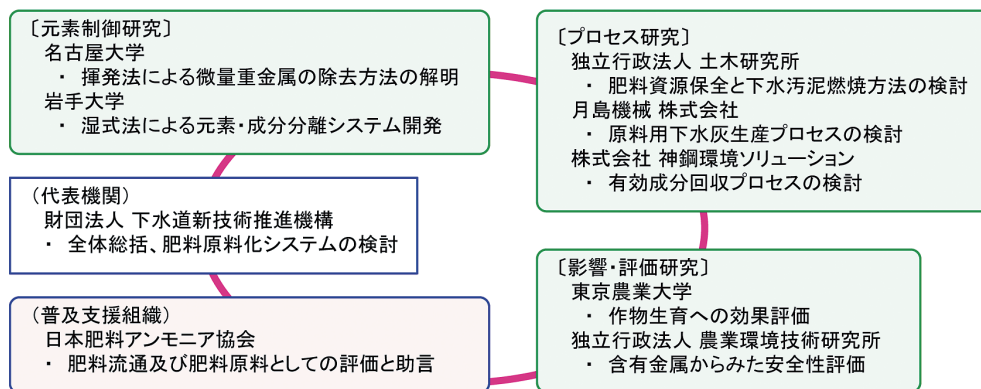 〔元素制御研究〕
名古屋大学
・ 揮発法による微量重金属の除去方法の解明
岩手大学
・ 湿式法による元素・成分分離システム開発
（代表機関）
財団法人 下水道新技術推進機構
・ 全体総括、肥料原料化システムの検討
（普及支援組織）
日本肥料アンモニア協会
・ 肥料流通及び肥料原料としての評価と助言
〔プロセス研究〕
独立行政法人 土木研究所
・ 肥料資源保全と下水汚泥燃焼方法の検討
月島機械 株式会社
・ 原料用下水灰生産プロセスの検討
株式会社 神鋼環境ソリューション
・ 有効成分回収プロセスの検討
〔影響・評価研究〕
東京農業大学
・ 作物生育への効果評価
独立行政法人 農業環境技術研究所
・ 含有金属からみた安全性評価